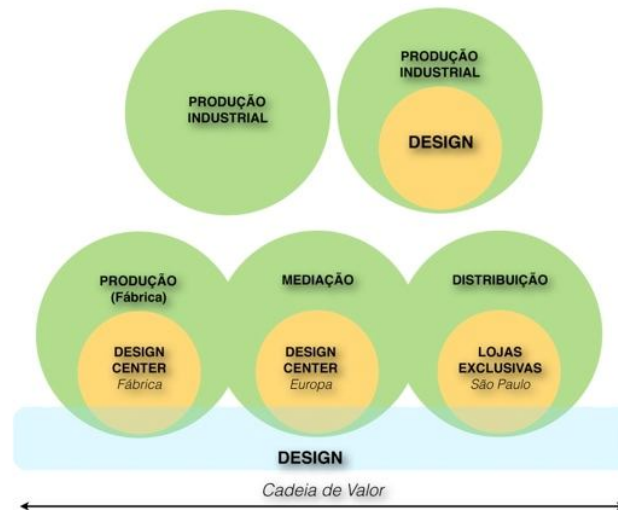 PRODUÇÃO
INDUSTRIAL
PRODUÇÃO
INDUSTRIAL
DESIGN
PRODUÇÃO
(Fábrica)
MEDIAÇÃO
DISTRIBUIÇÃO
DESIGN
CENTER
Fábrica
DESIGN
CENTER
Europa
LOJAS
EXCLUSIVAS
São Paulo
DESIGN
Cadeia de Valor